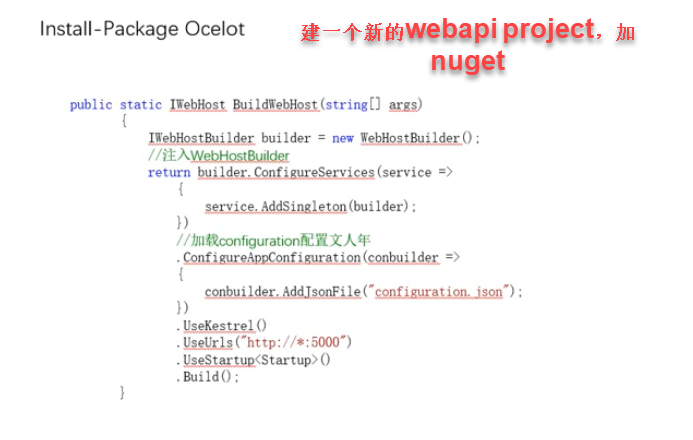 Install-Package Ocelot
建一个新的webapi project，加
nuget
public static IWebHost BuildWebHost(string[] args)
{
IWebHostBuilder builder = new WebHostBuilder();
//注入WebHostBuilder
return builder.ConfigureServices(service =>
{
service.AddSingleton(builder);
})
//加载configuration配置文人年
.ConfigureAppConfiguration(conbuilder =>
{
conbuilder.AddJsonFile("configuration.json");
})
.UseKestrel()
.UseUrls("http://*:5000")
.UseStartup<Startup>()
.Build();
}